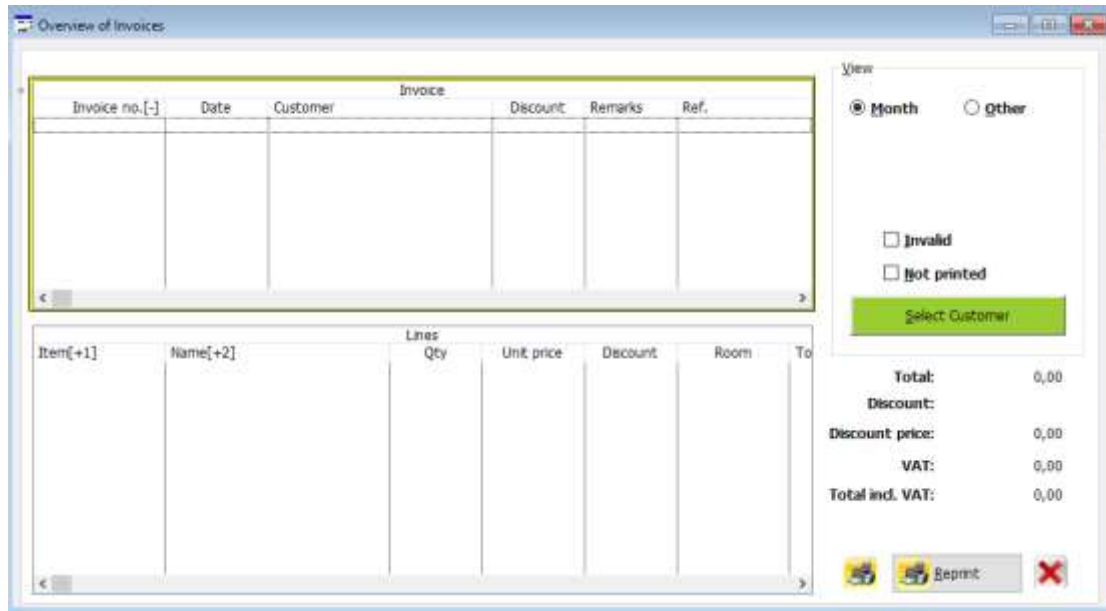 Overview of Invoices
Invoice
Invoice no.[-] Date Customer Discount Remarks Ref.
Lines
Item[+1] Name[+2] Qty Unit price Discount Room To
View
Month Other
Invalid
Not printed
Select Customer
Total: 0,00
Discount:
Discount price: 0,00
VAT: 0,00
Total incl. VAT: 0,00
Reprint